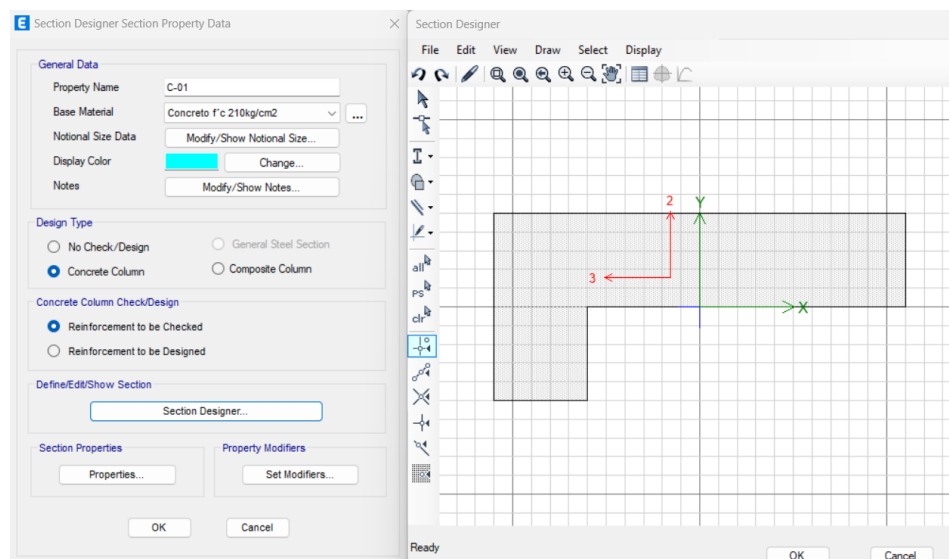 E Section Designer Section Property Data
General Data
Property Name C-01
Base Material Concreto f'c 210kg/cm2 ...
Notional Size Data Modify/Show Notional Size...
Display Color Change...
Notes Modify/Show Notes...
Design Type
No Check/Design General Steel Section
Concrete Column Composite Column
Concrete Column Check/Design
Reinforcement to be Checked
Reinforcement to be Designed
Define/Edit/Show Section
Section Designer...
Section Properties Property Modifiers
Properties... Set Modifiers...
OK Cancel
Section Designer
File Edit View Draw Select Display
all
PS
clr
2 Y
3
X
Ready
OK Cancel